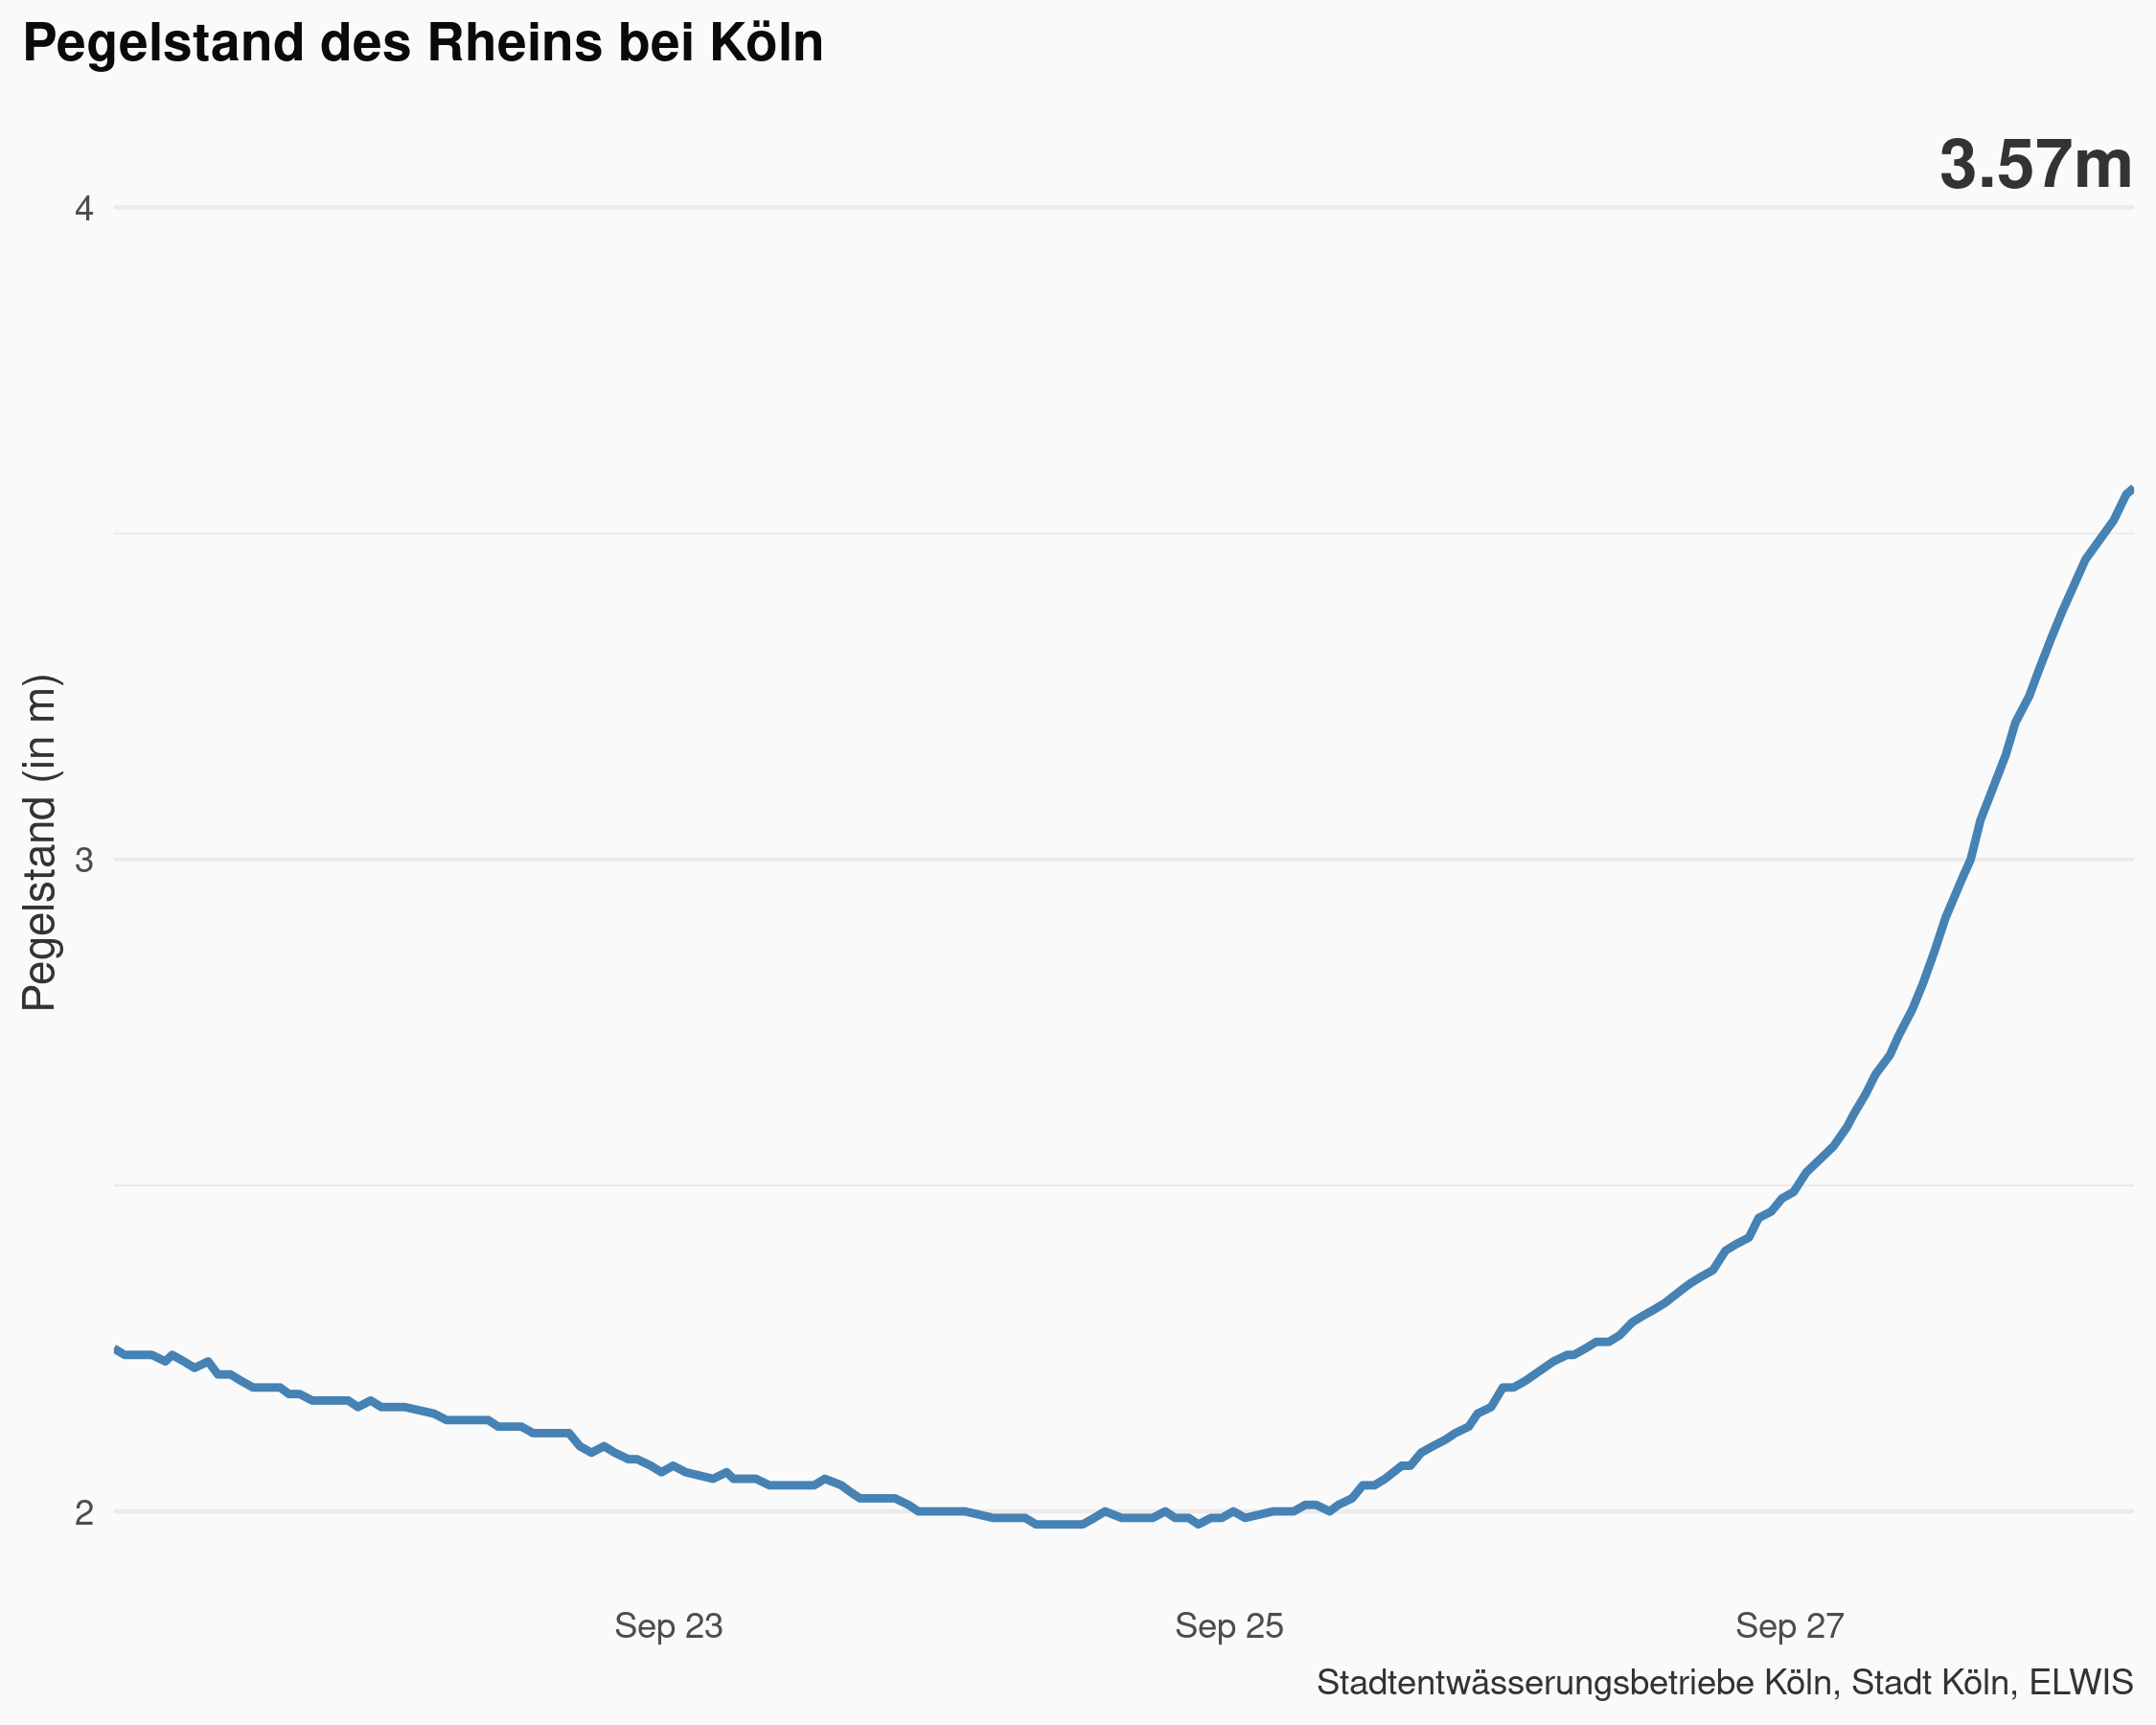 Pegelstand des Rheins bei Köln
3.57m
4
3
2
Pegelstand (in m)
Sep 23
Sep 25
Sep 27
Stadtentwässerungsbetriebe Köln, Stadt Köln, ELWIS